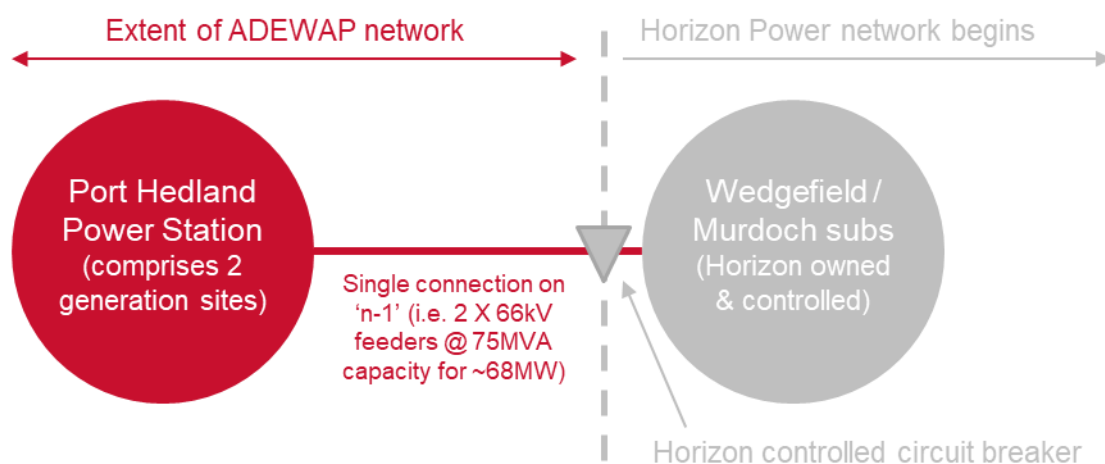 Extent of ADEWAP network
Horizon Power network begins
Port Hedland
Power Station
(comprises 2
generation sites)
Single connection on
‘n-1’ (i.e. 2 X 66kV
feeders @ 75MVA
capacity for ~68MW)
Wedgefield /
Murdoch subs
(Horizon owned
& controlled)
Horizon controlled circuit breaker